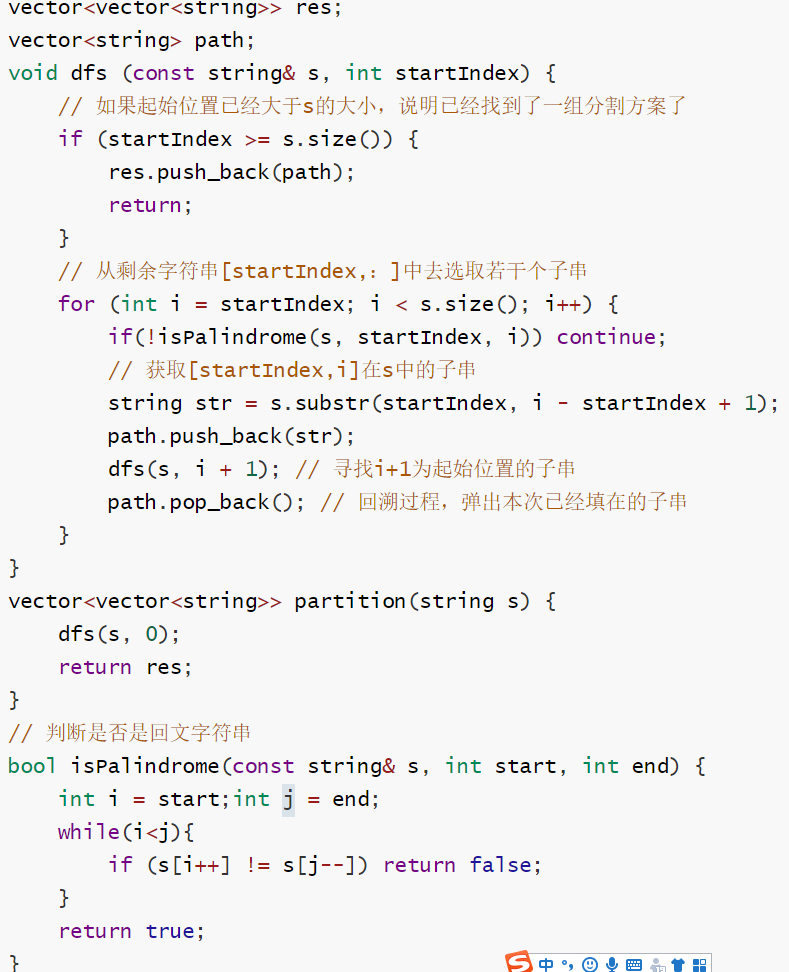 vector<vector<string>> res;
vector<string> path;
void dfs (const string& s, int startIndex) {
    // 如果起始位置已经大于s的大小，说明已经找到了一组分割方案了
    if (startIndex >= s.size()) {
        res.push_back(path);
        return;
    }
    // 从剩余字符串[startIndex,：]中去选取若干个子串
    for (int i = startIndex; i < s.size(); i++) {
        if(!isPalindrome(s, startIndex, i)) continue;
        // 获取[startIndex,i]在s中的子串
        string str = s.substr(startIndex, i - startIndex + 1);
        path.push_back(str);
        dfs(s, i + 1); // 寻找i+1为起始位置的子串
        path.pop_back(); // 回溯过程，弹出本次已经填在的子串
    }
}
vector<vector<string>> partition(string s) {
    dfs(s, 0);
    return res;
}
// 判断是否是回文字符串
bool isPalindrome(const string& s, int start, int end) {
    int i = start;int j = end;
    while(i<j){
        if (s[i++] != s[j--]) return false;
    }
    return true;
}
S 中